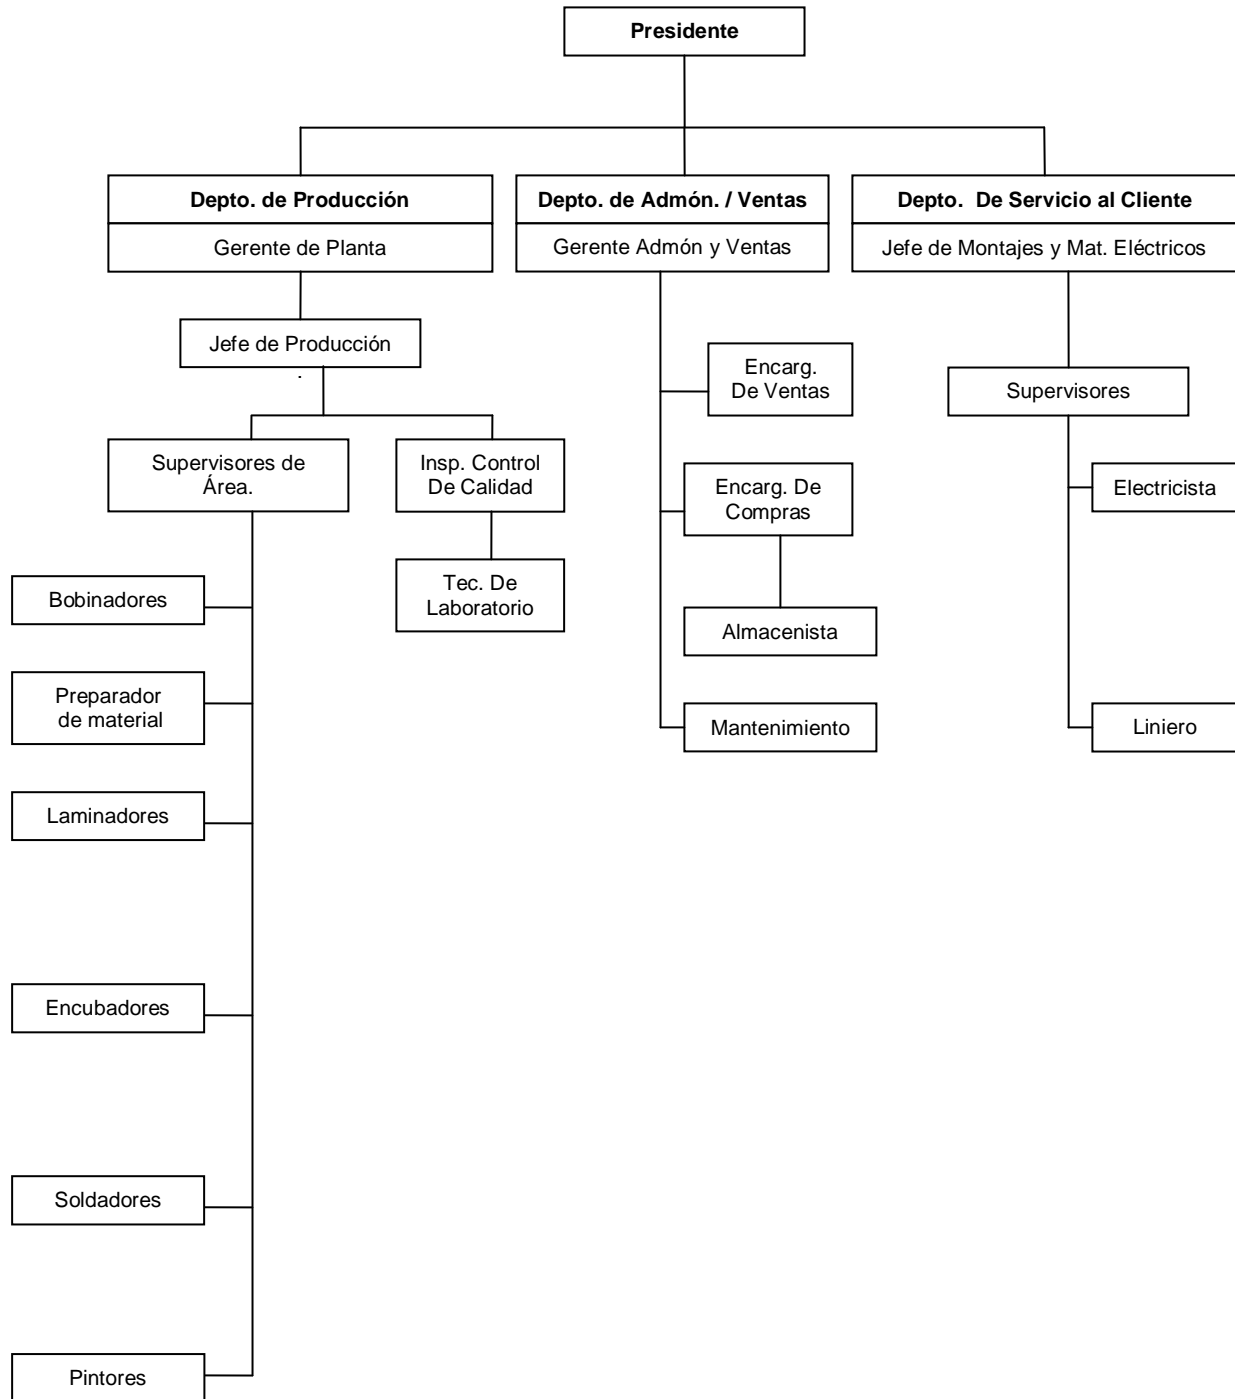 Presidente
Depto. de Producción
Gerente de Planta
Depto. de Admón. / Ventas
Gerente Admón y Ventas
Depto.  De Servicio al Cliente
Jefe de Montajes y Mat. Eléctricos
Jefe de Producción
.
Encarg.
De Ventas
Supervisores
Supervisores de
Área.
Insp. Control
De Calidad
Encarg. De
Compras
Electricista
Tec. De
Laboratorio
Bobinadores
Almacenista
Preparador
de material
Mantenimiento
Liniero
Laminadores
Encubadores
Soldadores
Pintores